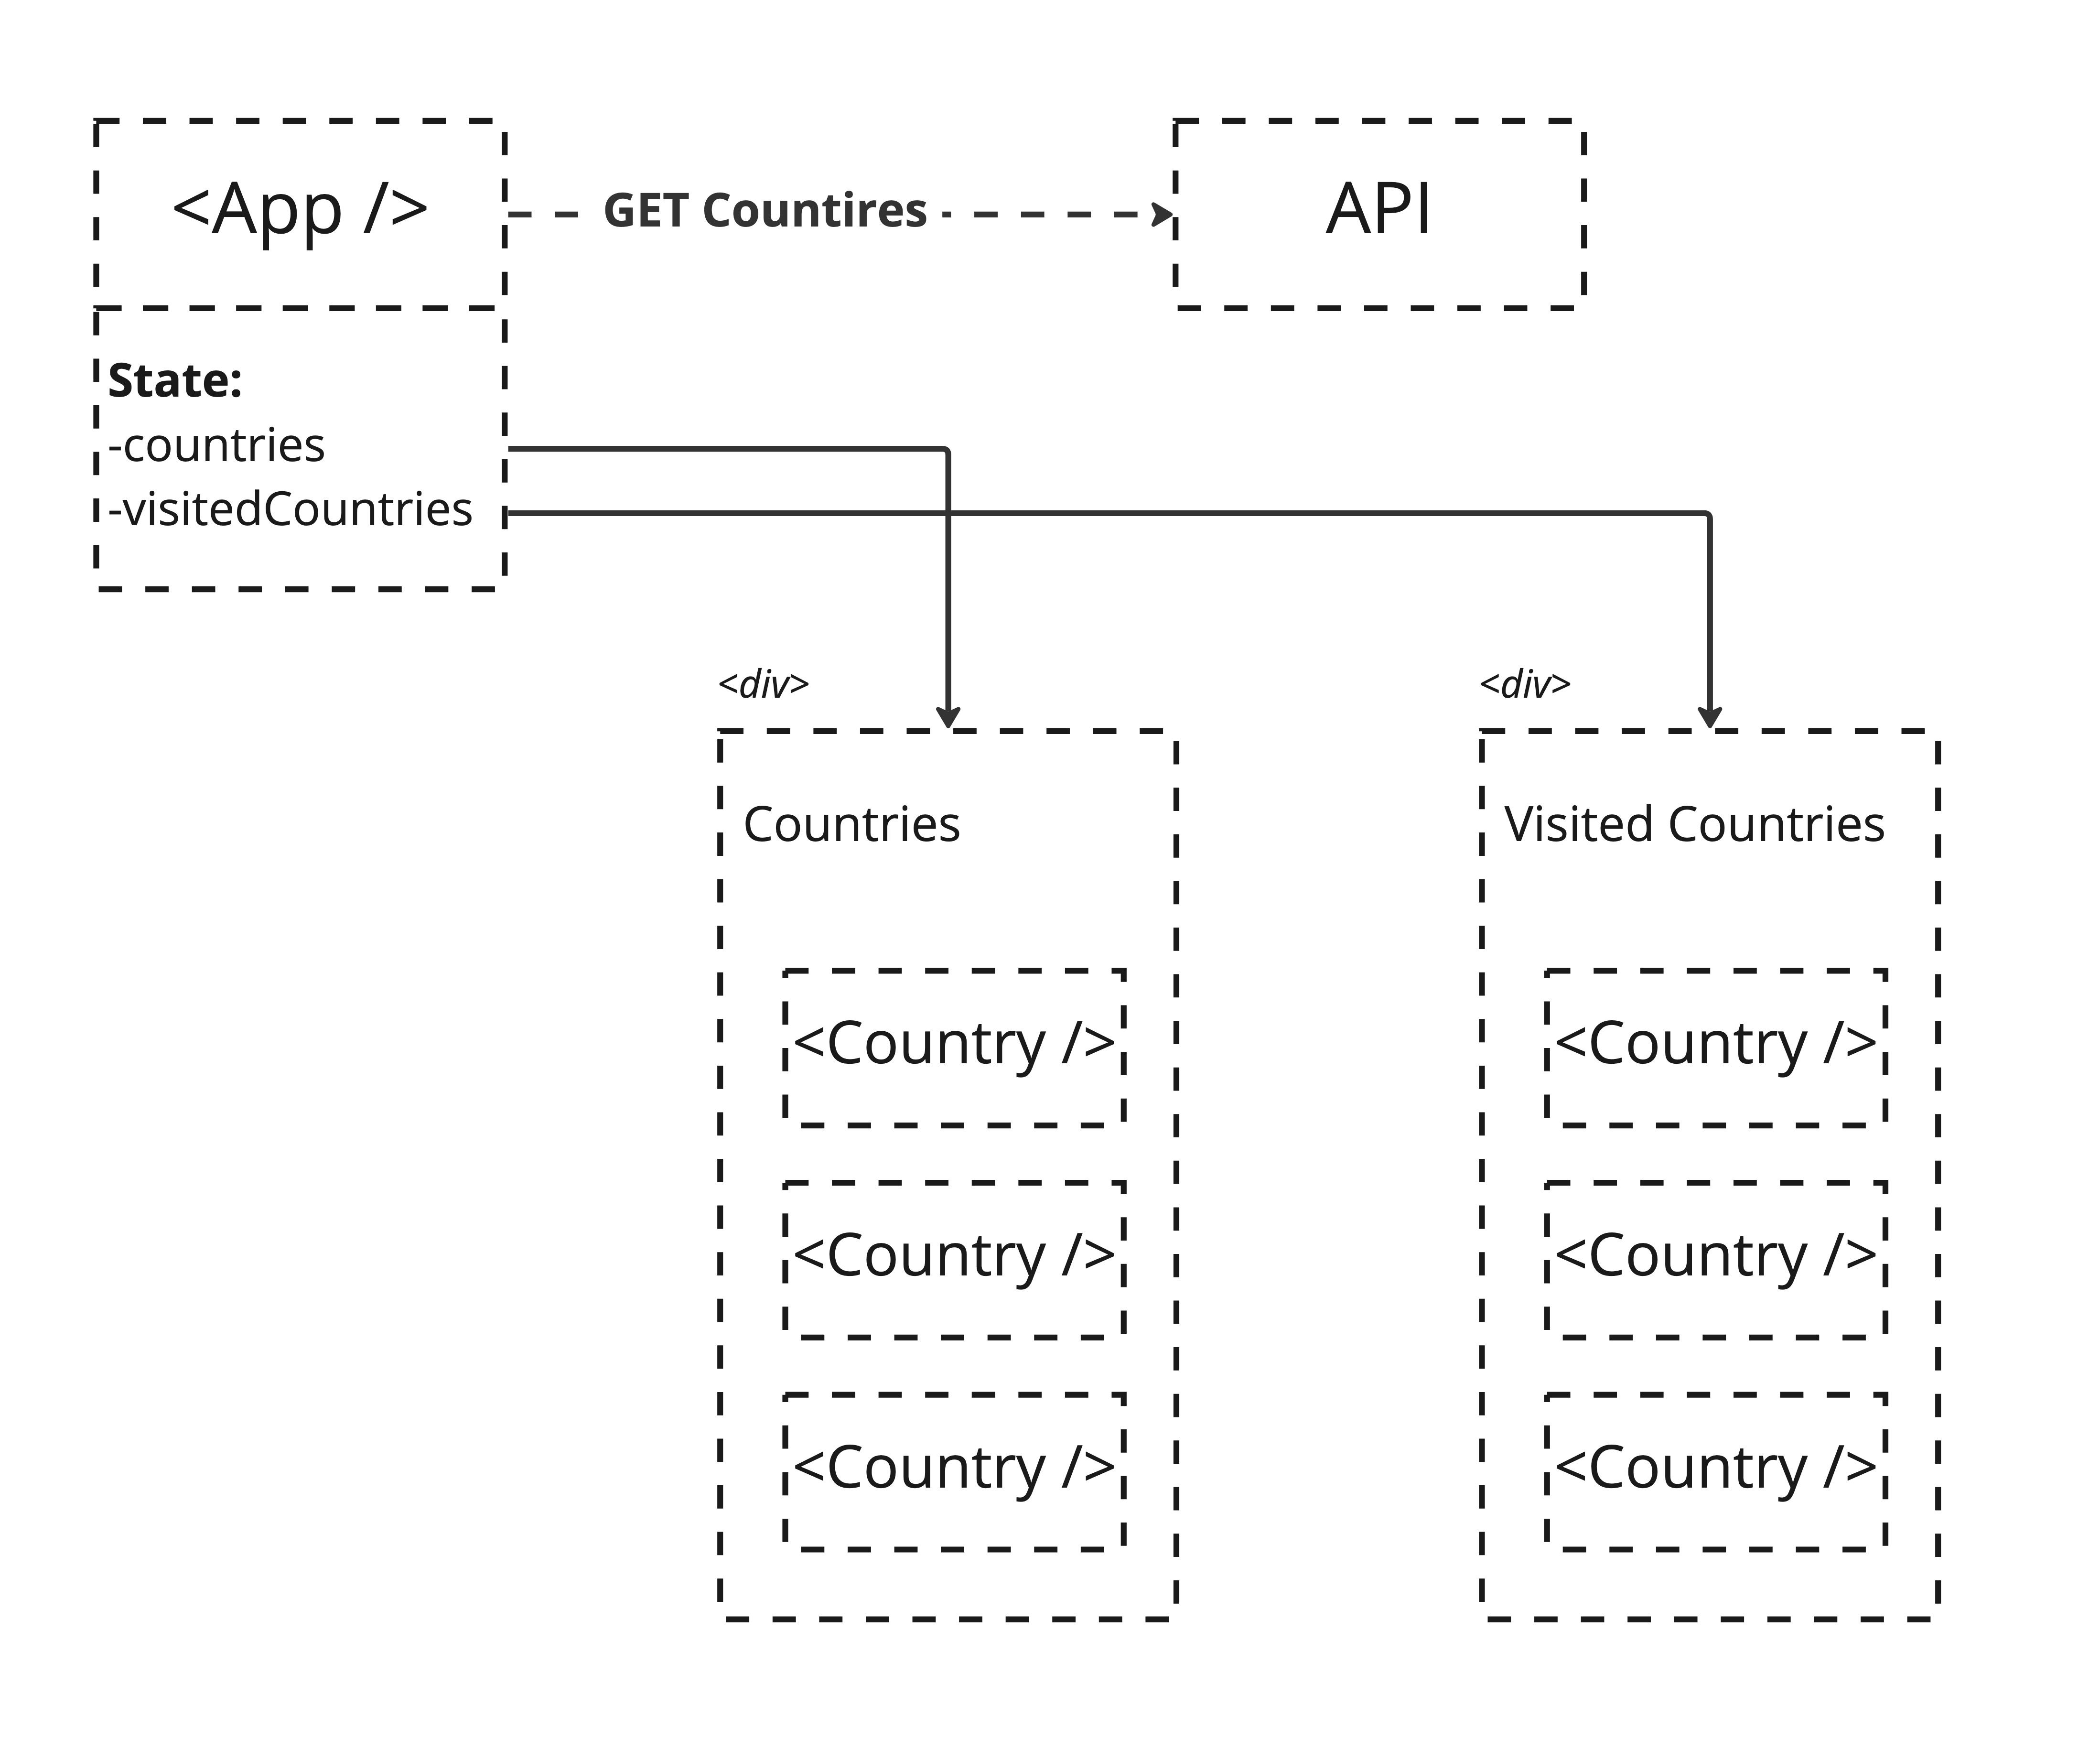 <App />
GET Countires
API
State:
-countries
-visitedCountries
<div>
<div>
Countries
Visited Countries
<Country />
<Country />
<Country />
<Country />
<Country />
<Country />